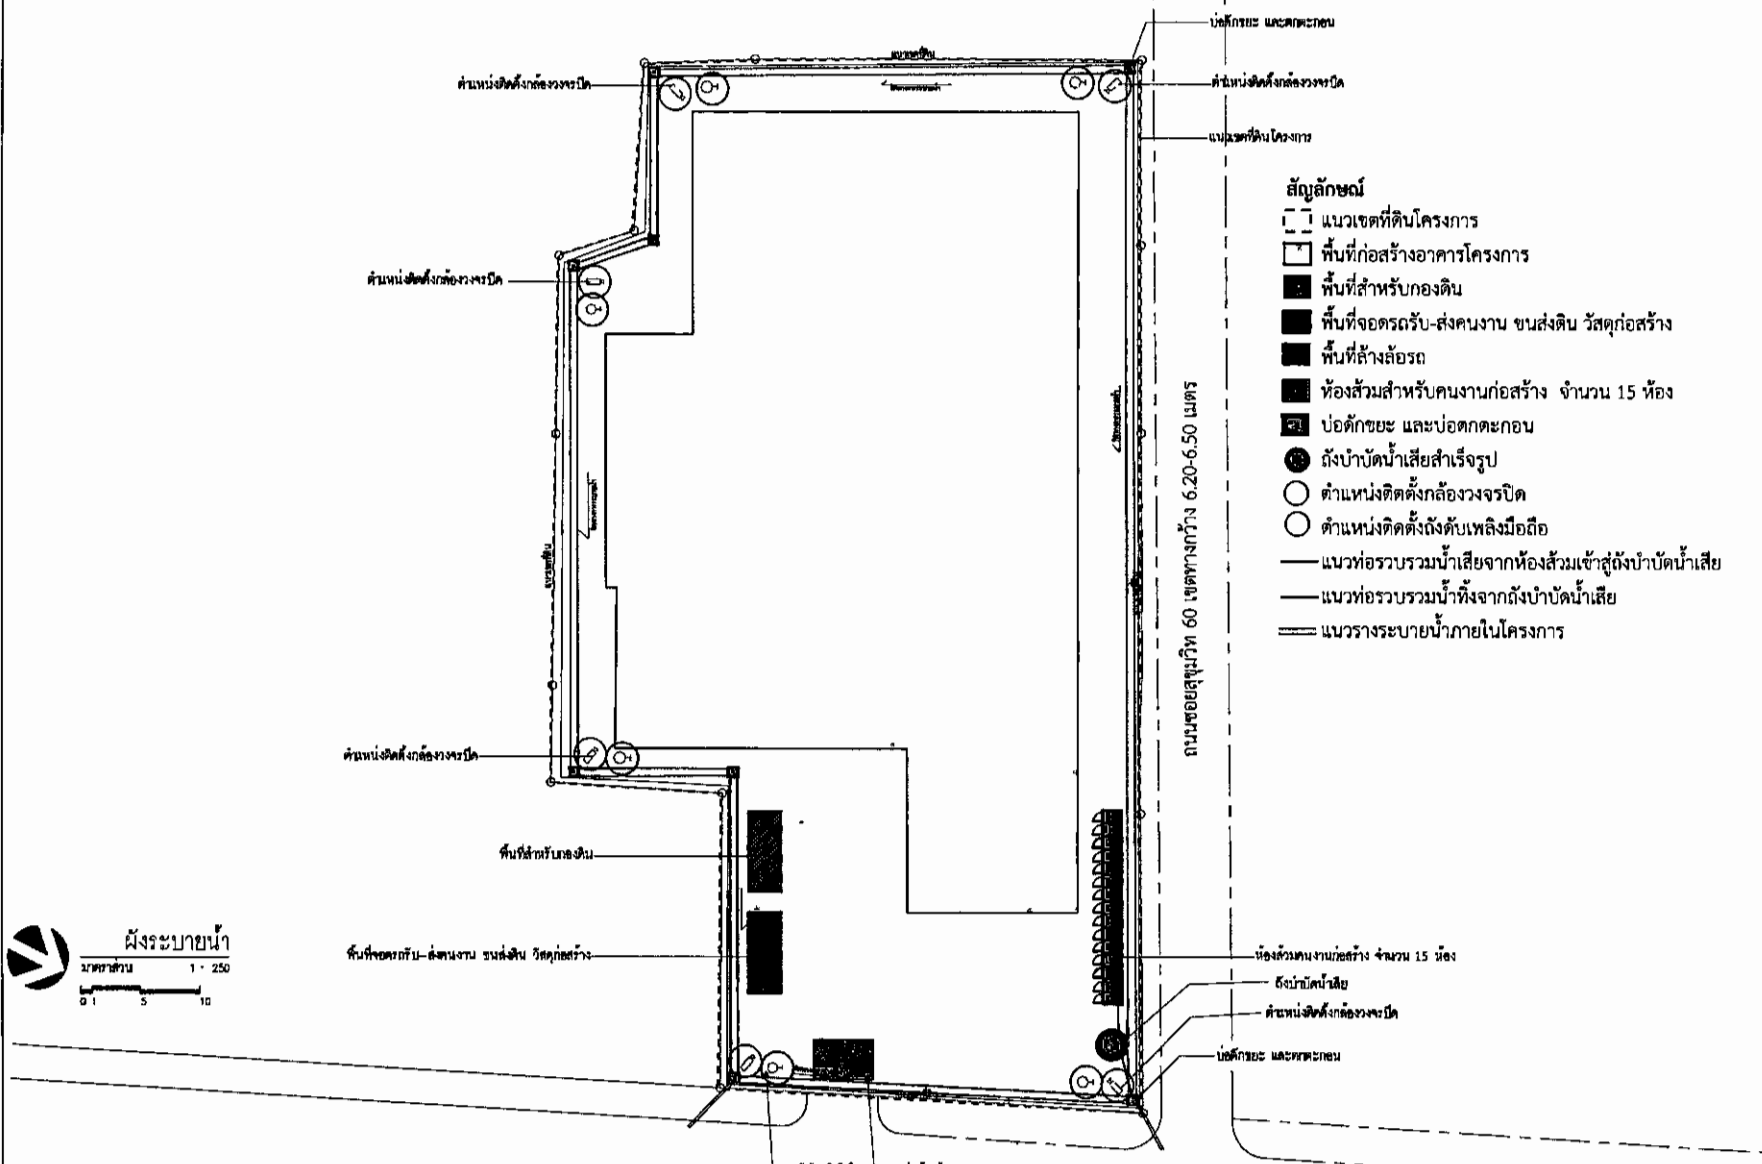 บ่อดักขยะ และตกตะกอน
แนวเขตที่ดิน
ตำแหน่งติดตั้งกล้องวงจรปิด
ตำแหน่งติดตั้งกล้องวงจรปิด
แนวเขตที่ดินโครงการ
สัญลักษณ์
แนวเขตที่ดินโครงการ
พื้นที่ก่อสร้างอาคารโครงการ
พื้นที่สำหรับกองดิน
พื้นที่จอดรถรับ-ส่งคนงาน ขนส่งดิน วัสดุก่อสร้าง
พื้นที่ล้างล้อรถ
ห้องส้วมสำหรับคนงานก่อสร้าง จำนวน 15 ห้อง
บ่อดักขยะ และบ่อตกตะกอน
ถังบำบัดน้ำเสียสำเร็จรูป
ตำแหน่งติดตั้งกล้องวงจรปิด
ตำแหน่งติดตั้งถังดับเพลิงมือถือ
แนวท่อรวบรวมน้ำเสียจากห้องส้วมเข้าสู่ถังบำบัดน้ำเสีย
แนวท่อรวบรวมน้ำทิ้งจากถังบำบัดน้ำเสีย
แนวรางระบายน้ำภายในโครงการ
ตำแหน่งติดตั้งกล้องวงจรปิด
ถนนซอยสุขุมวิท 60 เขตทางกว้าง 6.20-6.50 เมตร
แนวเขตที่ดิน
ตำแหน่งติดตั้งกล้องวงจรปิด
พื้นที่สำหรับกองดิน
พื้นที่จอดรถรับ-ส่งคนงาน ขนส่งดิน วัสดุก่อสร้าง
ห้องส้วมคนงานก่อสร้าง จำนวน 15 ห้อง
ถังบำบัดน้ำเสีย
ตำแหน่งติดตั้งกล้องวงจรปิด
บ่อดักขยะ และตกตะกอน
ผังระบายน้ำ
มาตราส่วน 1 : 250
0 1 5 10